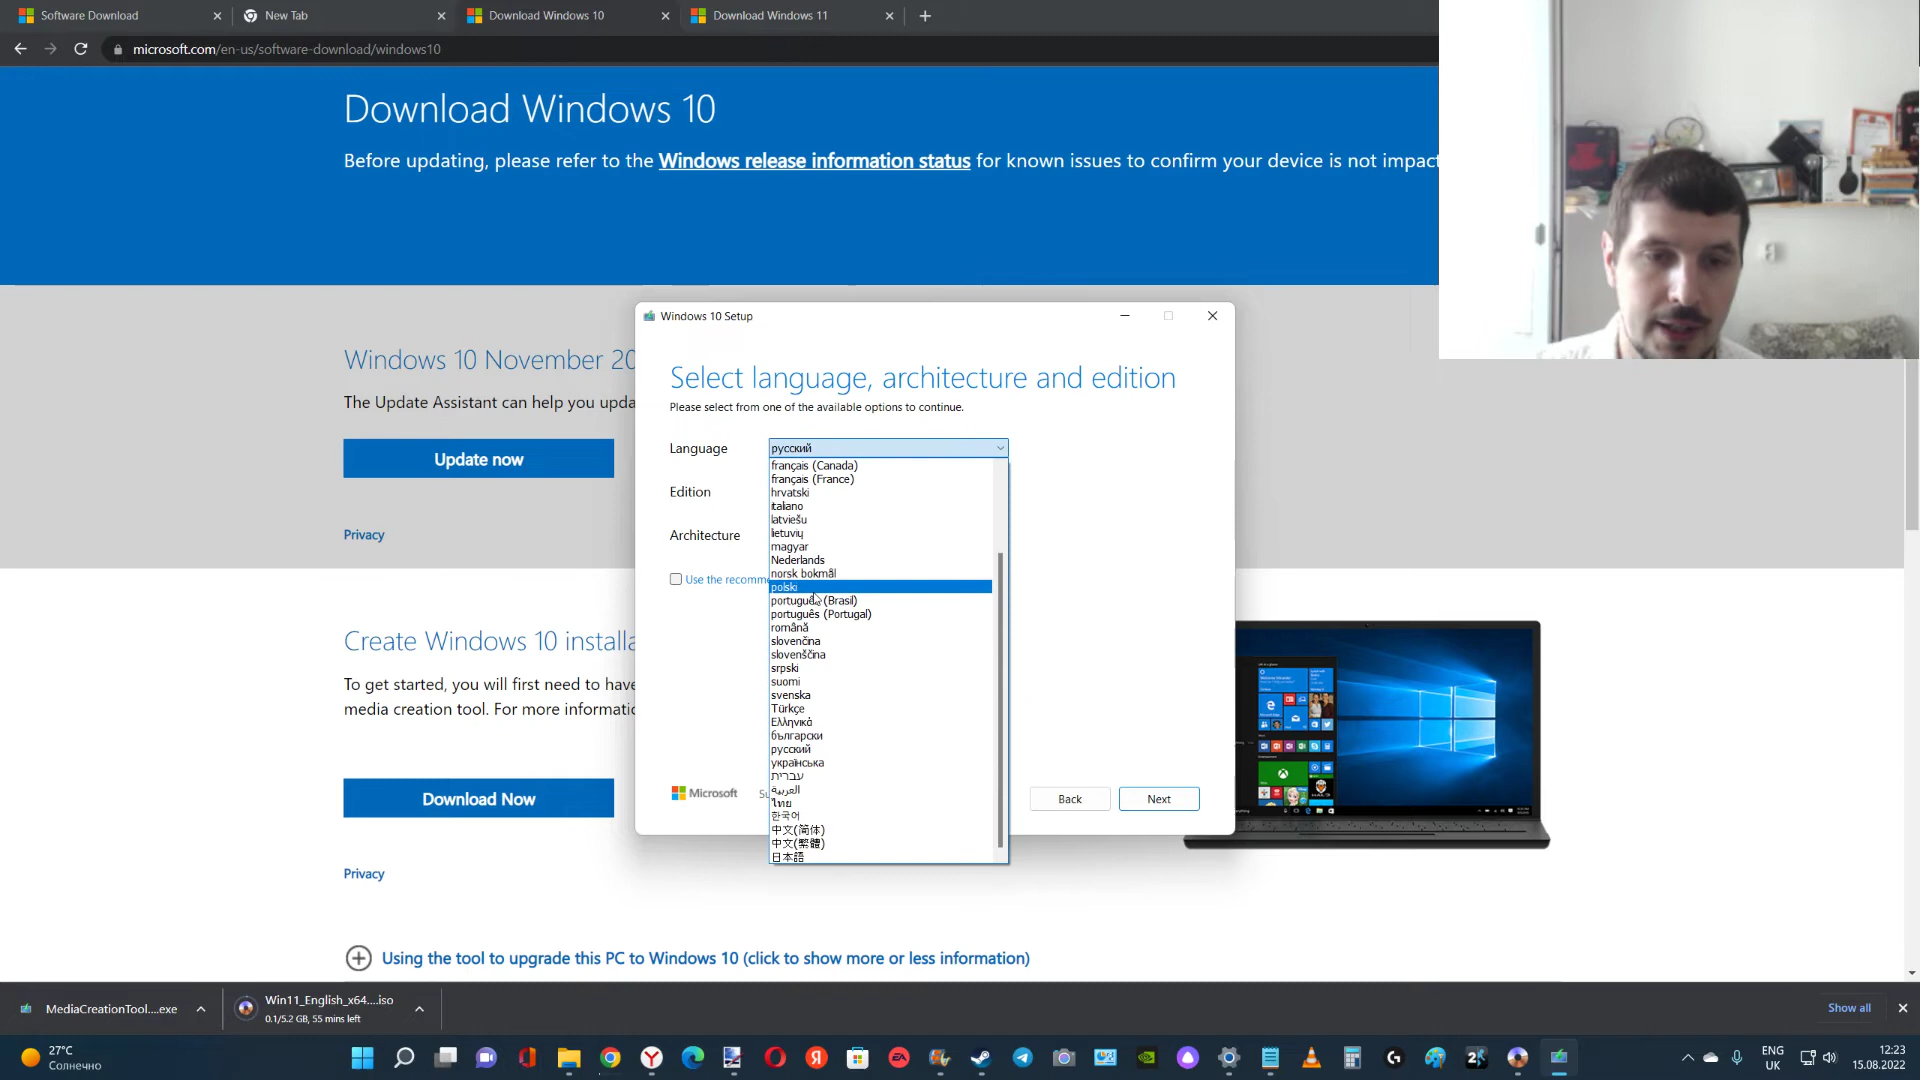 Software Download
New Tab
Download Windows 10
Download Windows 11
microsoft.com/en-us/software-download/windows10
Download Windows 10
Before updating, please refer to the Windows release information status for known issues to confirm your device is not impact
Windows 10 November 20
The Update Assistant can help you upda
Update now
Privacy
Create Windows 10 installa
To get started, you will first need to have
media creation tool. For more informatio
Download Now
Privacy
Using the tool to upgrade this PC to Windows 10 (click to show more or less information)
Windows 10 Setup
Select language, architecture and edition
Please select from one of the available options to continue.
Language
русский
Edition
Architecture
Use the recomme
français (Canada)
français (France)
hrvatski
italiano
latviešu
lietuvių
magyar
Nederlands
norsk bokmål
polski
português (Brasil)
português (Portugal)
română
slovenčina
slovenščina
srpski
suomi
svenska
Türkçe
Ελληνικά
български
русский
українська
עברית
العربية
ไทย
한국어
中文(简体)
中文(繁體)
日本語
Microsoft
Su
Back
Next
MediaCreationTool....exe
Win11_English_x64....iso
0.1/5.2 GB, 55 mins left
Show all
27°C
Солнечно
ENG
UK
12:23
15.08.2022